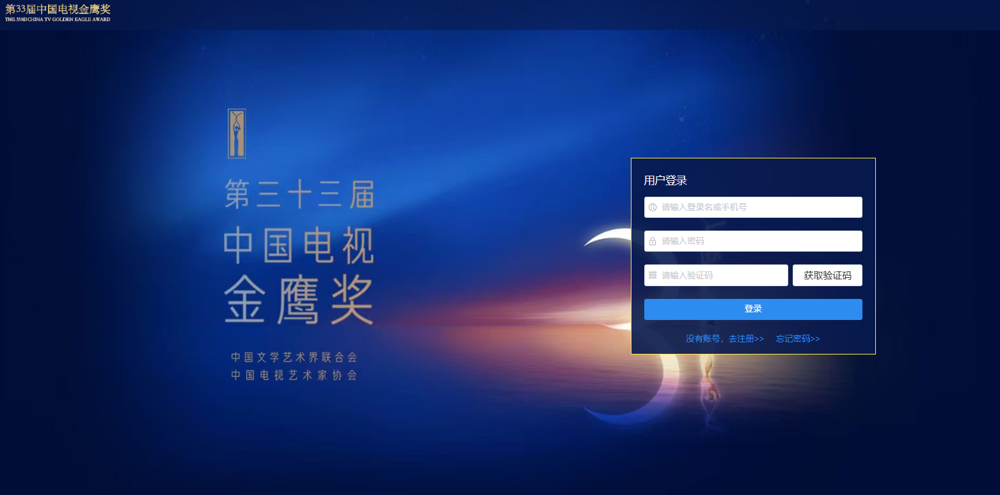 第33届中国电视金鹰奖
THE 33ND CHINA TV GOLDEN EAGLE AWARD
第三十三届
中国电视
金鹰奖
中国文学艺术界联合会
中国电视艺术家协会
用户登录
请输入登录名或手机号
请输入密码
请输入验证码 获取验证码
登录
没有账号，去注册>> 忘记密码>>